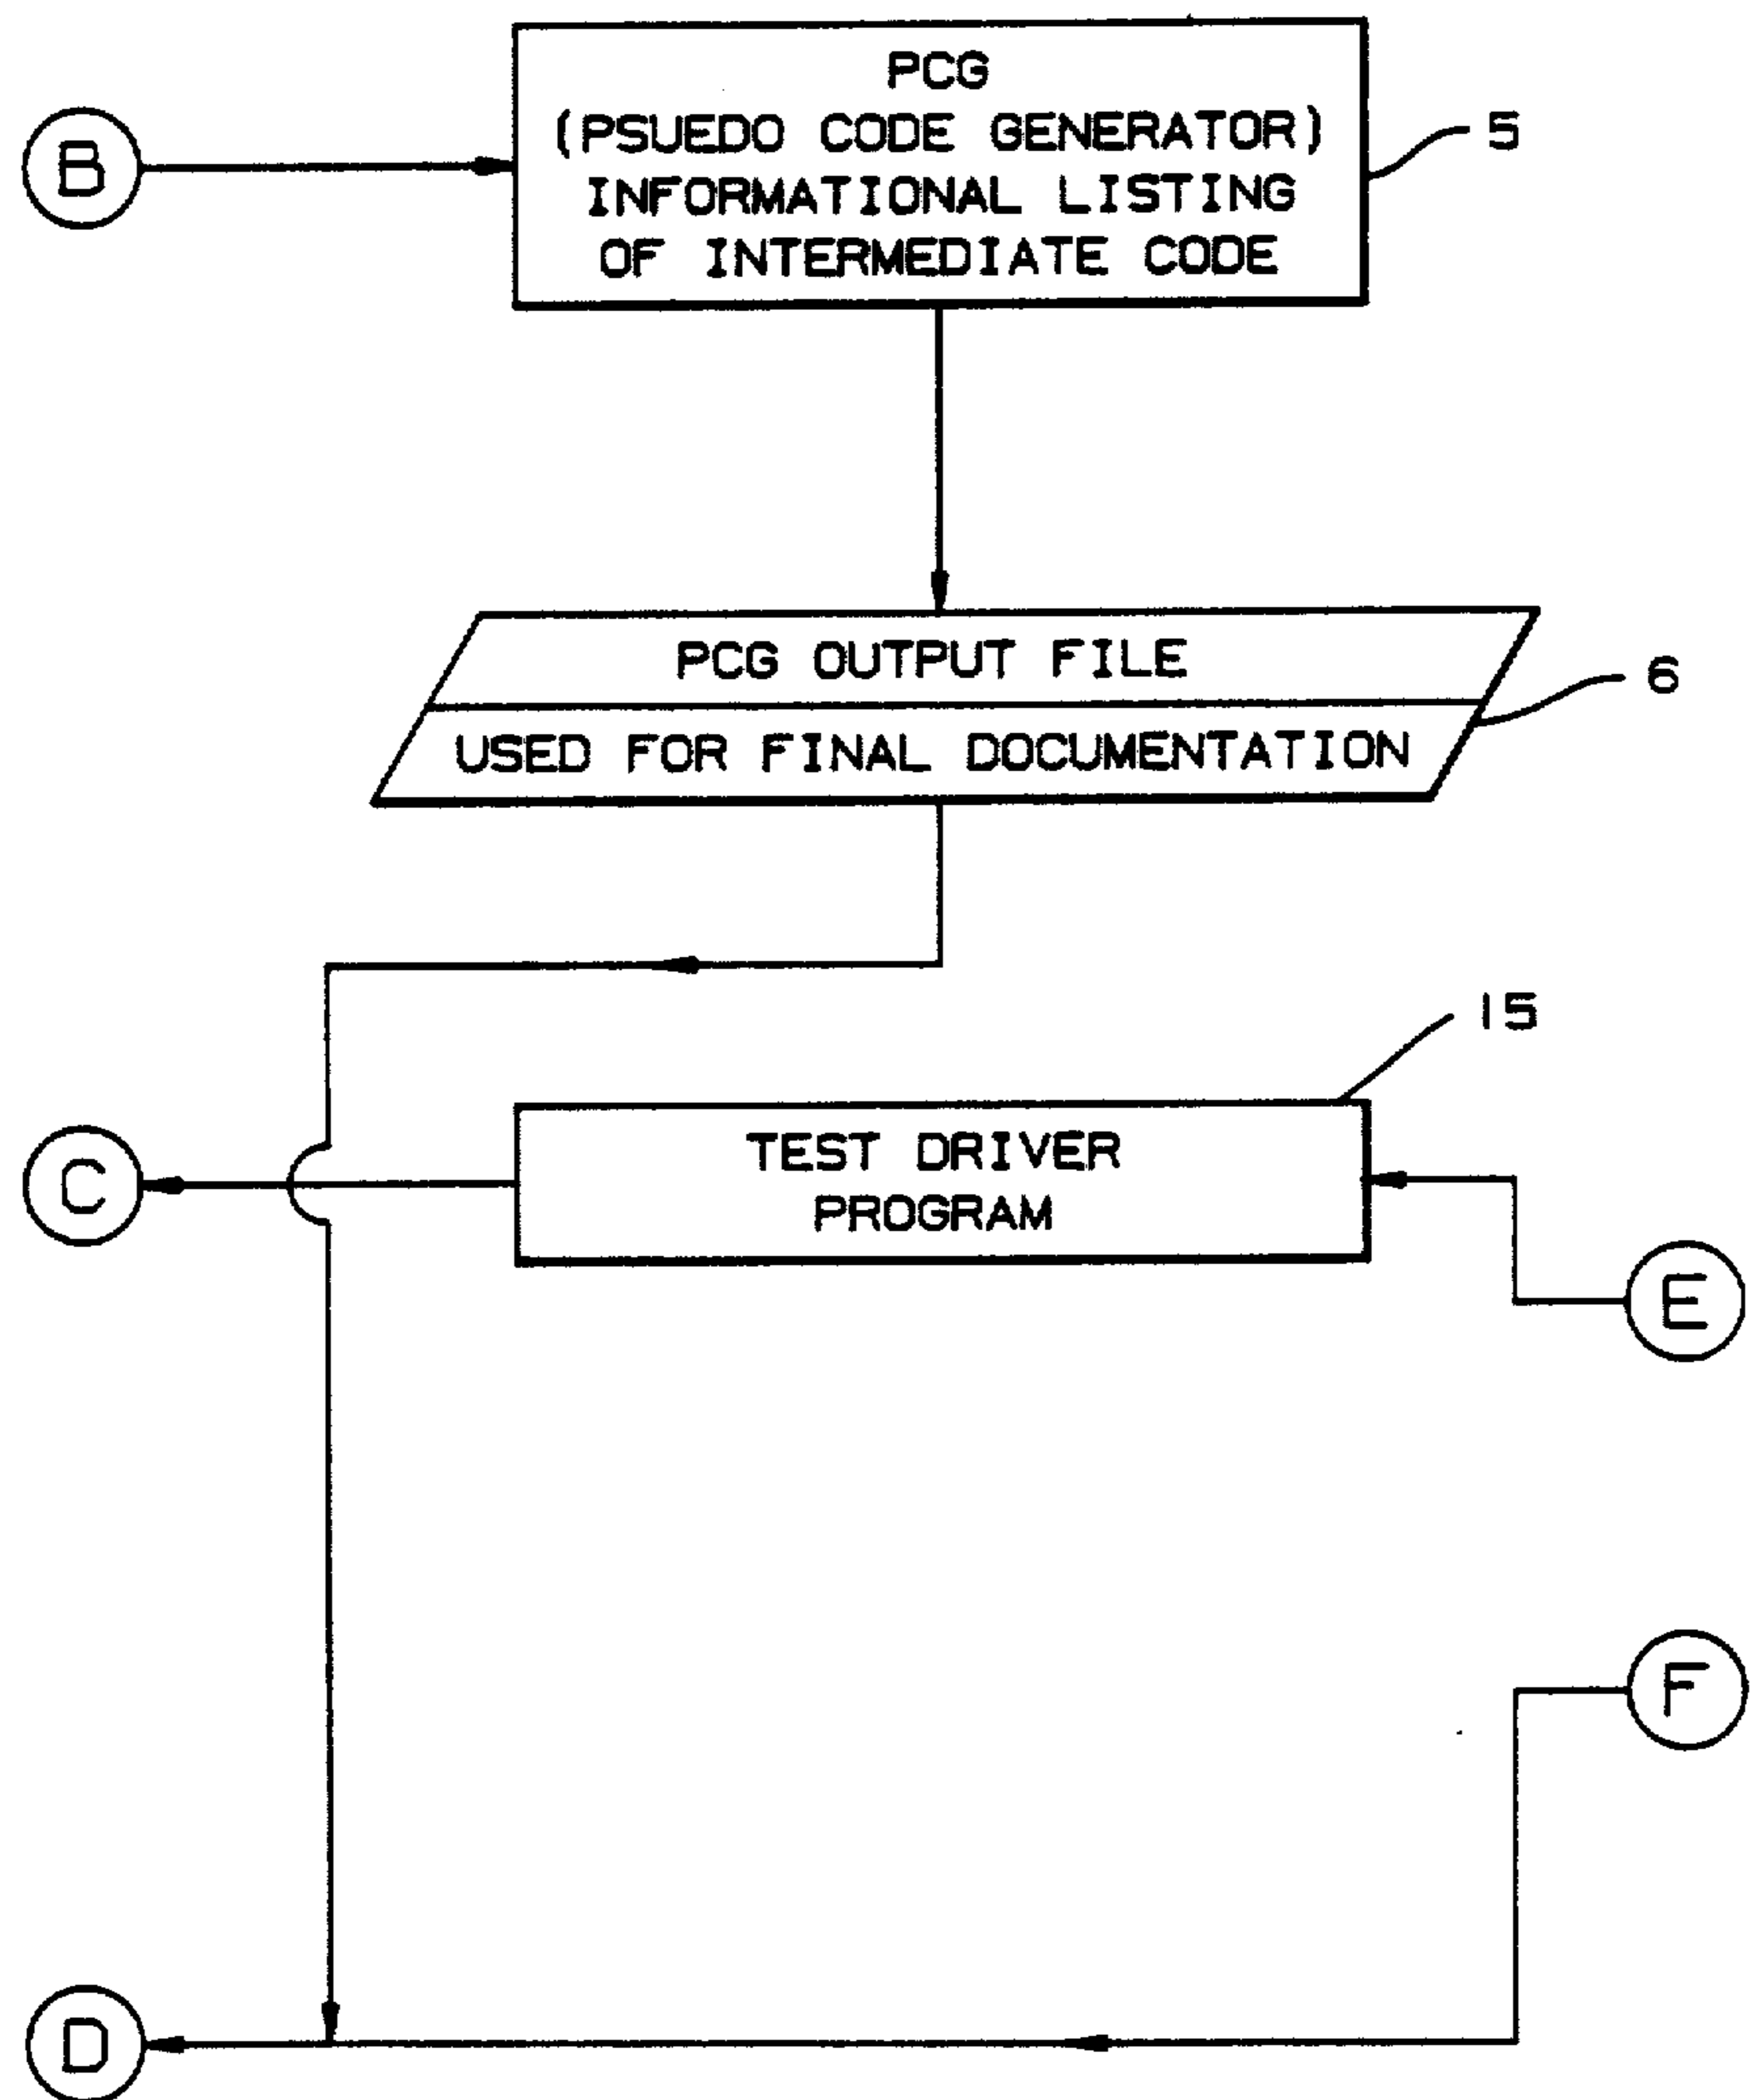 PCG
(PSUEDO CODE GENERATOR)
INFORMATIONAL LISTING
OF INTERMEDIATE CODE
5
B
PCG OUTPUT FILE
6
USED FOR FINAL DOCUMENTATION
15
TEST DRIVER
PROGRAM
C
E
F
D